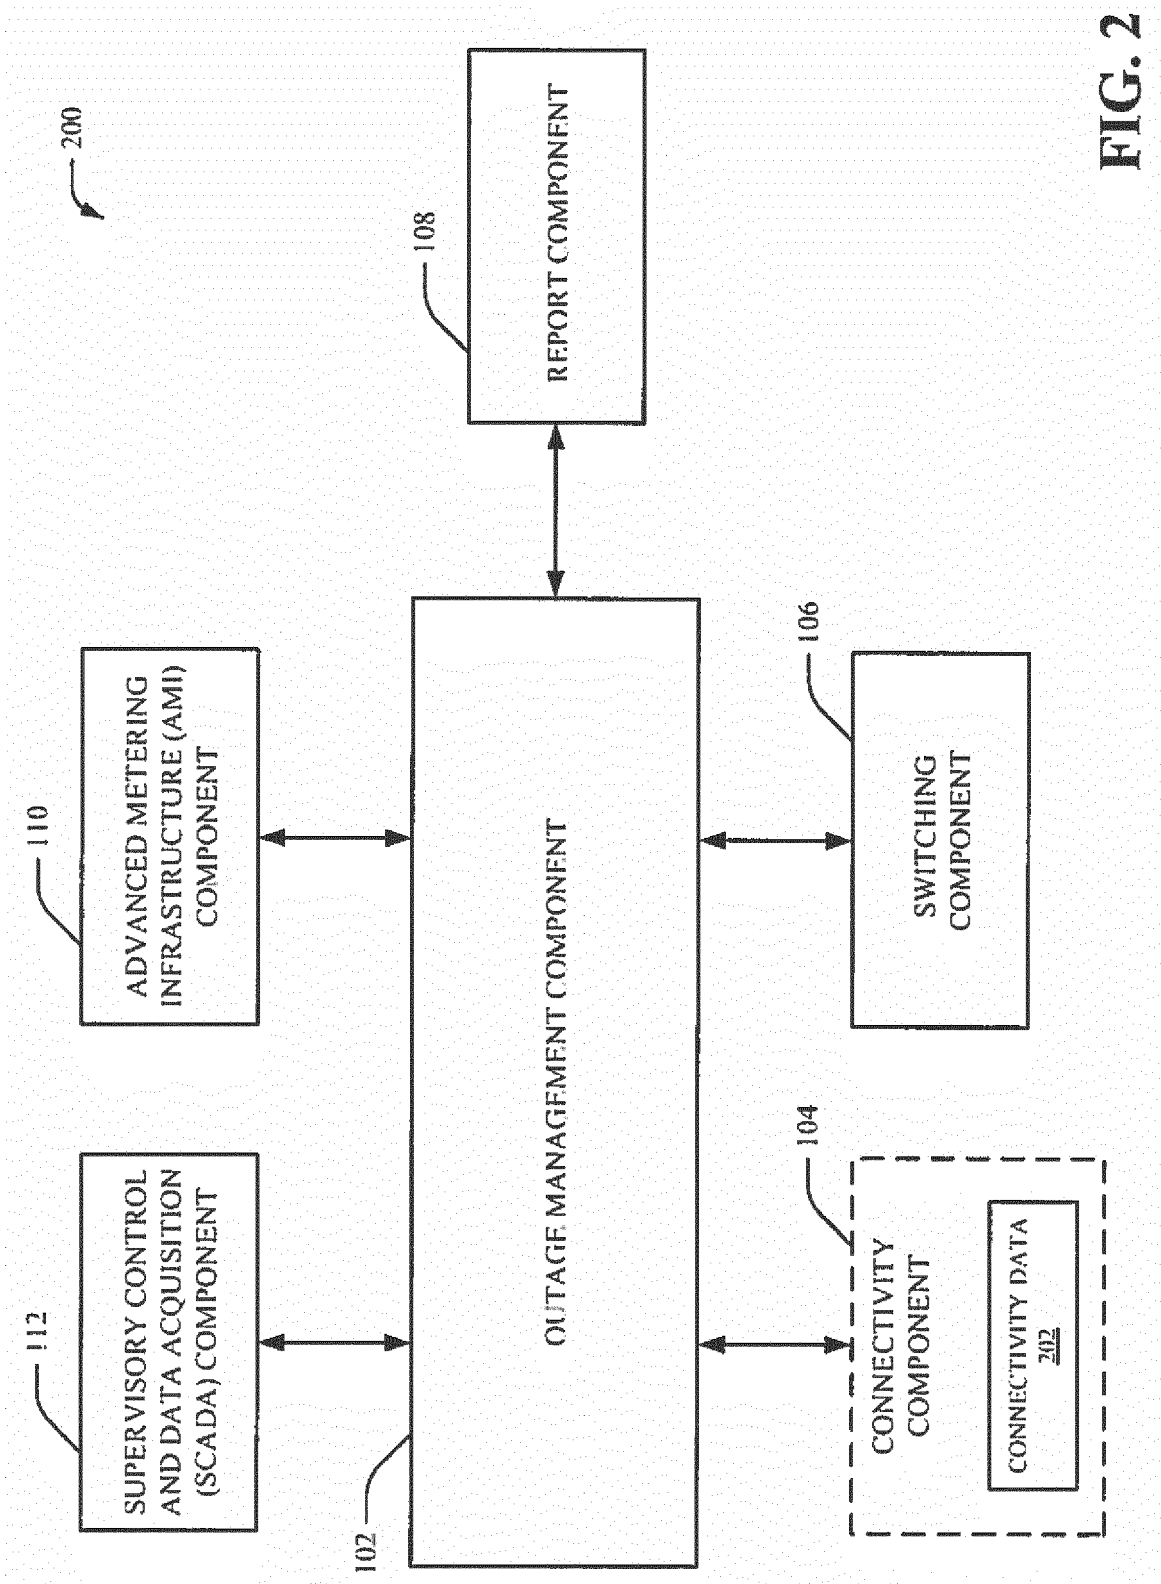 200
112
SUPERVISORY CONTROL
AND DATA ACQUISITION
(SCADA) COMPONENT
110
ADVANCED METERING
INFRASTRUCTURE (AMI)
COMPONENT
102
OUTAGE MANAGEMENT COMPONENT
108
REPORT COMPONENT
104
CONNECTIVITY
COMPONENT
CONNECTIVITY DATA
202
106
SWITCHING
COMPONENT
FIG. 2